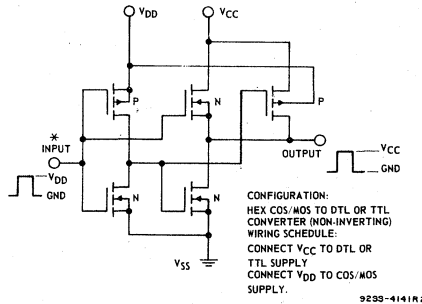 VDD
VCC
P
N
P
*
INPUT
VDD
GND
OUTPUT
VCC
GND
N
N
VSS
CONFIGURATION:
HEX COS/MOS TO DTL OR TTL
CONVERTER (NON-INVERTING)
WIRING SCHEDULE:
CONNECT VCC TO DTL OR
TTL SUPPLY
CONNECT VDD TO COS/MOS
SUPPLY.
92SS-4141R2